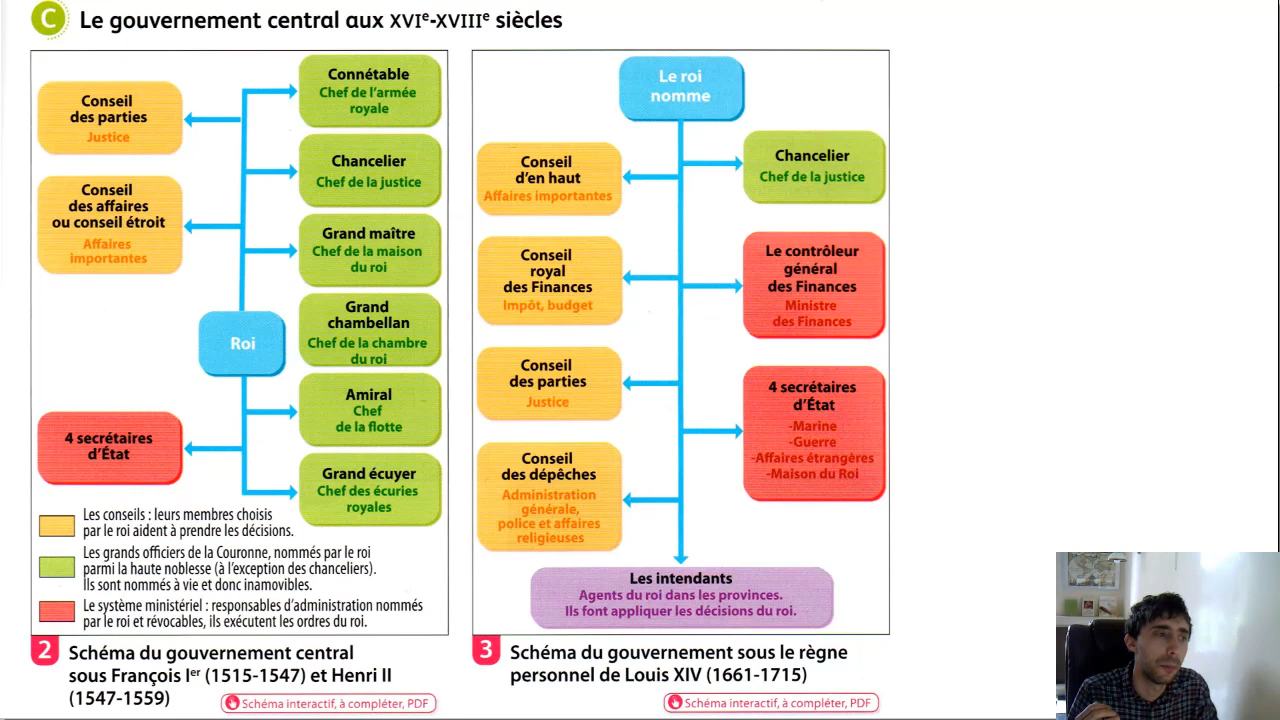 C Le gouvernement central aux XVIe-XVIIIe siècles
Conseil
des parties
Justice
Conseil
des affaires
ou conseil étroit
Affaires
importantes
Roi
4 secrétaires
d'État
Connétable
Chef de l'armée
royale
Chancelier
Chef de la justice
Grand maître
Chef de la maison
du roi
Grand
chambellan
Chef de la chambre
du roi
Amiral
Chef
de la flotte
Grand écuyer
Chef des écuries
royales
Les conseils : leurs membres choisis
par le roi aident à prendre les décisions.
Les grands officiers de la Couronne, nommés par le roi
parmi la haute noblesse (à l'exception des chanceliers).
Ils sont nommés à vie et donc inamovibles.
Le système ministériel : responsables d'administration nommés
par le roi et révocables, ils exécutent les ordres du roi.
2 Schéma du gouvernement central
sous François Ier (1515-1547) et Henri II
(1547-1559)
Schéma interactif, à compléter, PDF
Le roi
nomme
Conseil
d'en haut
Affaires importantes
Conseil
royal
des Finances
Impôt, budget
Conseil
des parties
Justice
Conseil
des dépêches
Administration
générale,
police et affaires
religieuses
Chancelier
Chef de la justice
Le contrôleur
général
des Finances
Ministre
des Finances
4 secrétaires
d'État
-Marine
-Guerre
-Affaires étrangères
-Maison du Roi
Les intendants
Agents du roi dans les provinces.
Ils font appliquer les décisions du roi.
3 Schéma du gouvernement sous le règne
personnel de Louis XIV (1661-1715)
Schéma interactif, à compléter, PDF